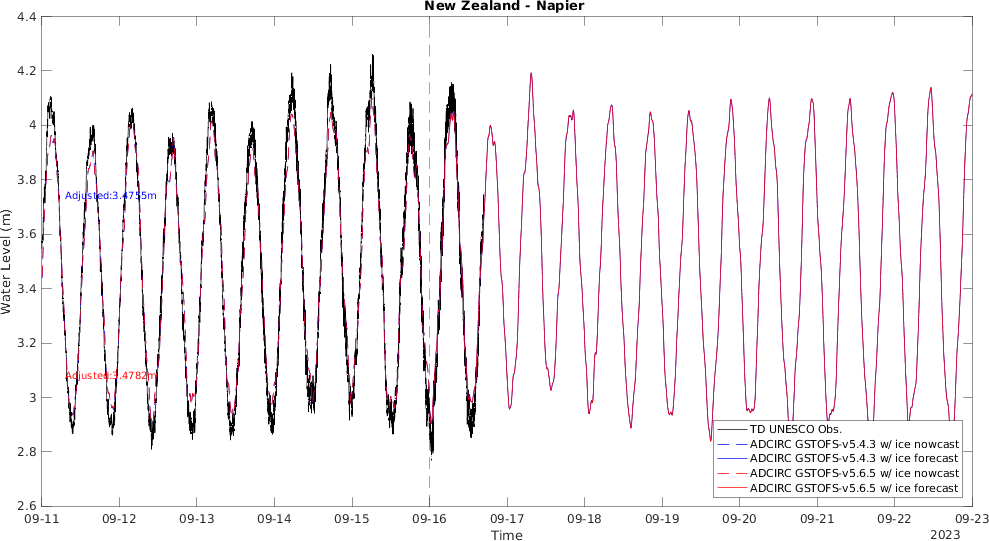 New Zealand - Napier
4.4
4.2
4
3.8
3.6
3.4
3.2
3
2.8
2.6
Water Level (m)
Adjusted:3.4755m
Adjusted:3.4782m
TD UNESCO Obs.
ADCIRC GSTOFS-v5.4.3 w/ ice nowcast
ADCIRC GSTOFS-v5.4.3 w/ ice forecast
ADCIRC GSTOFS-v5.6.5 w/ ice nowcast
ADCIRC GSTOFS-v5.6.5 w/ ice forecast
09-11 09-12 09-13 09-14 09-15 09-16 09-17 09-18 09-19 09-20 09-21 09-22 09-23
Time
2023